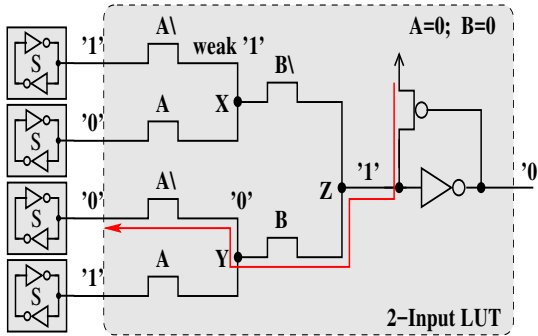 A\
A=0; B=0
'1'
weak '1'
S
B\
X
'0'
A
S
'0'
A\
'0'
'1'
'0
Z
S
B
Y
'1'
A
S
2-Input LUT